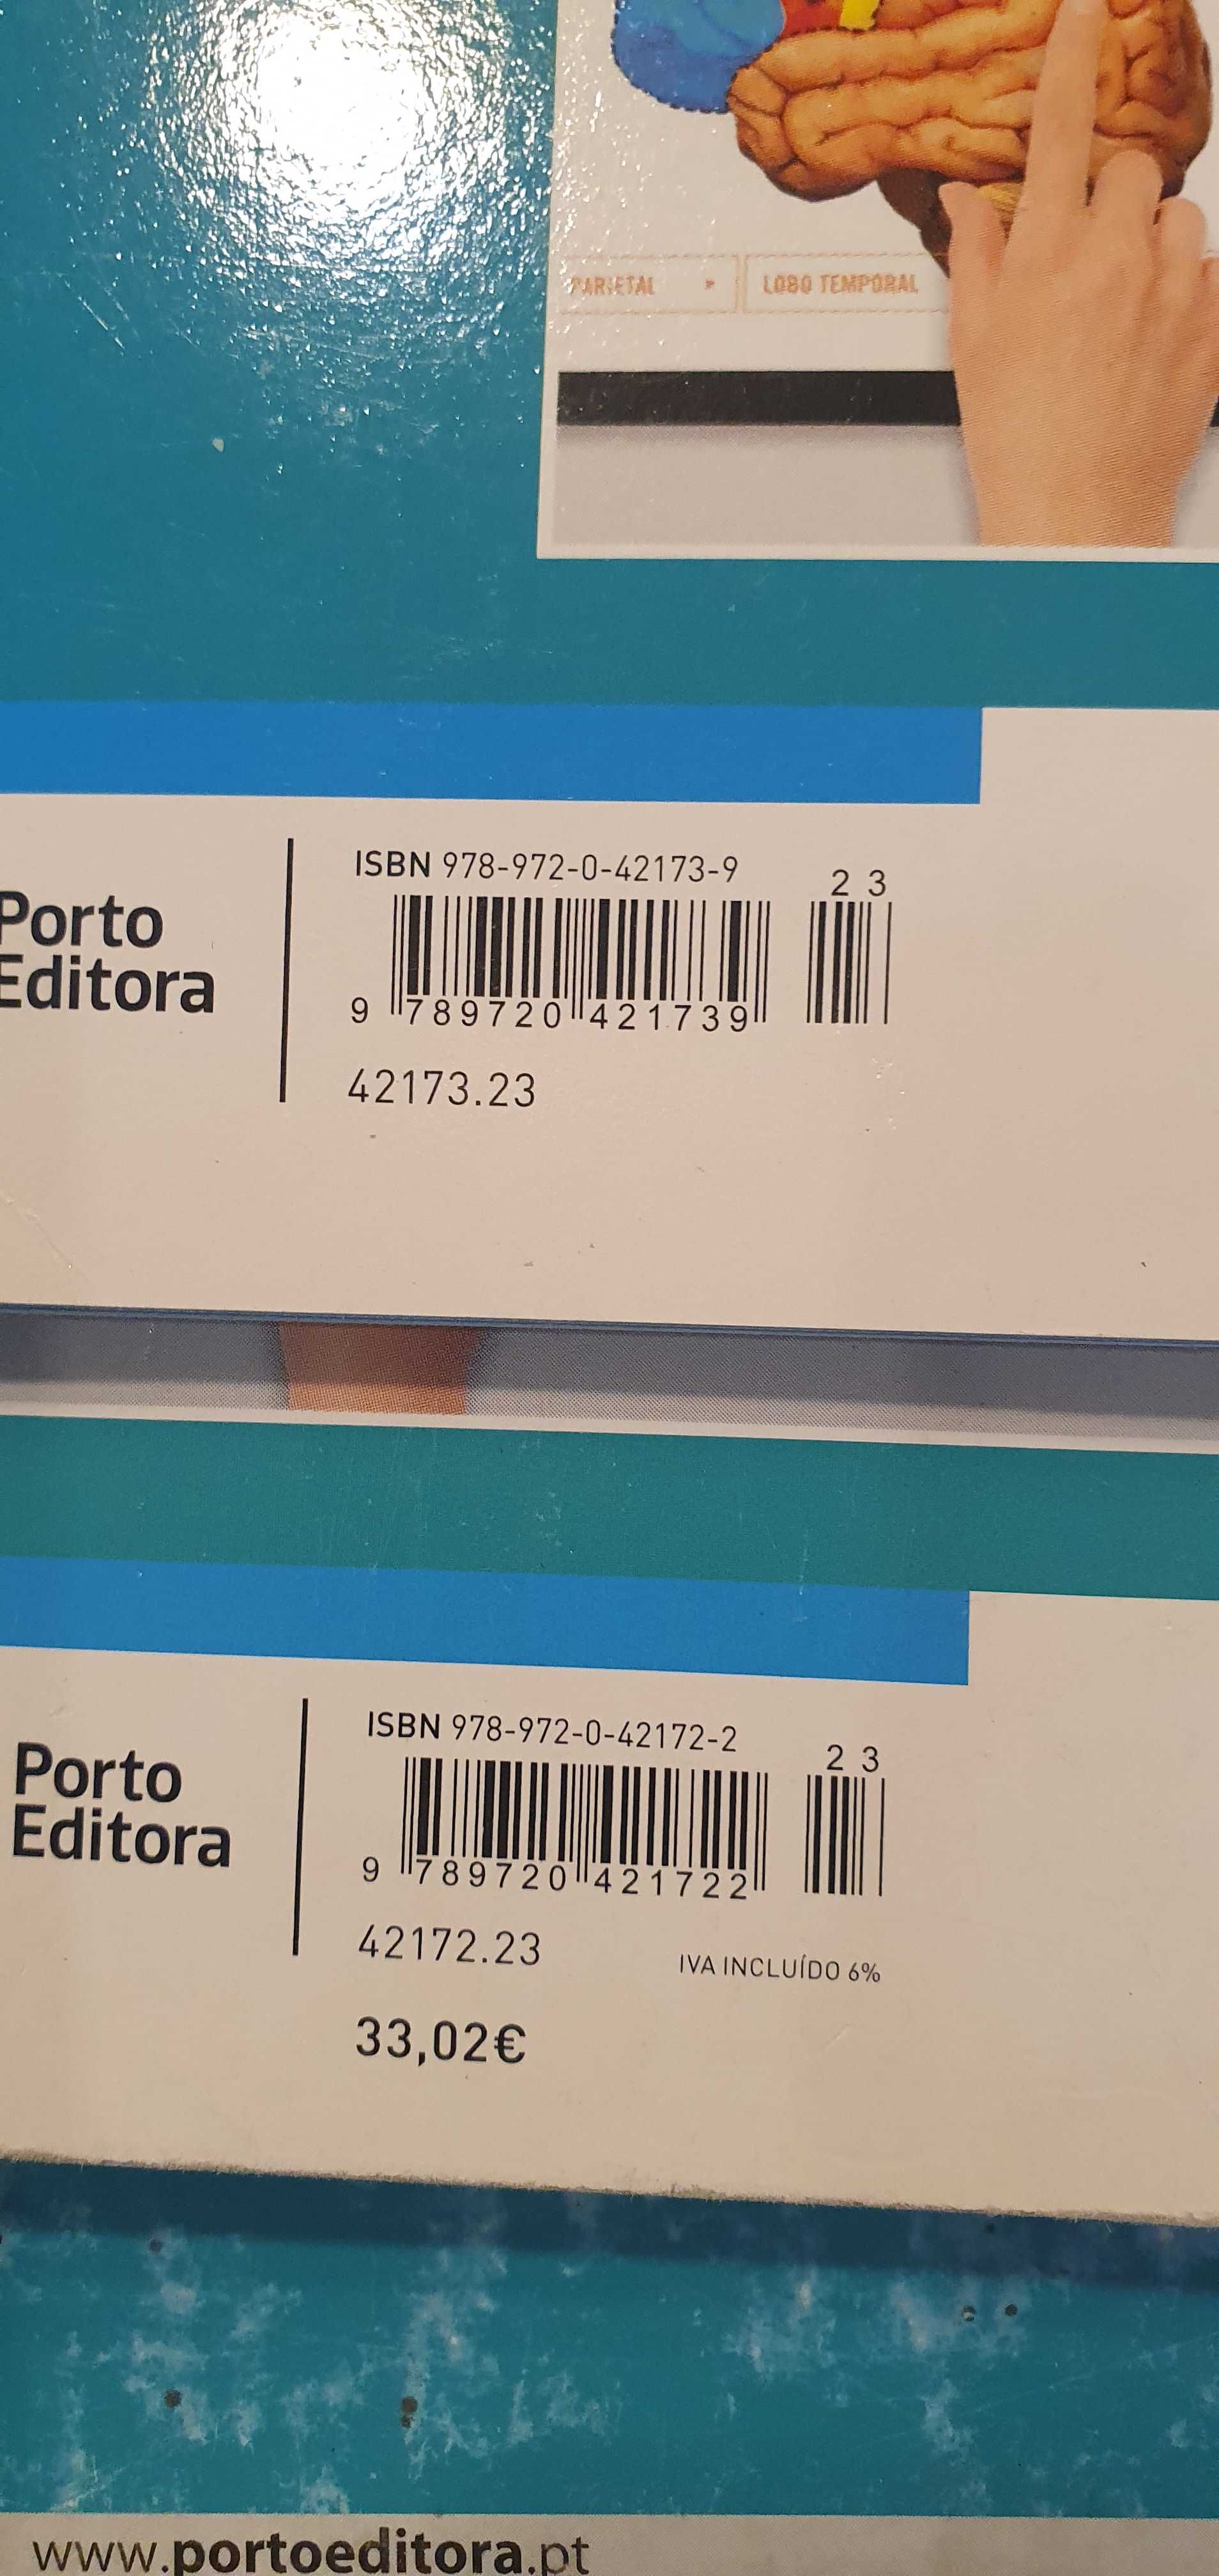 PARIETAL
LOBO TEMPORAL
Porto
Editora
ISBN 978-972-0-42173-9
2 3
9 789720 421739
42173.23
Porto
Editora
ISBN 978-972-0-42172-2
2 3
9 789720 421722
42172.23
IVA INCLUÍDO 6%
33,02€
www.portoeditora.pt